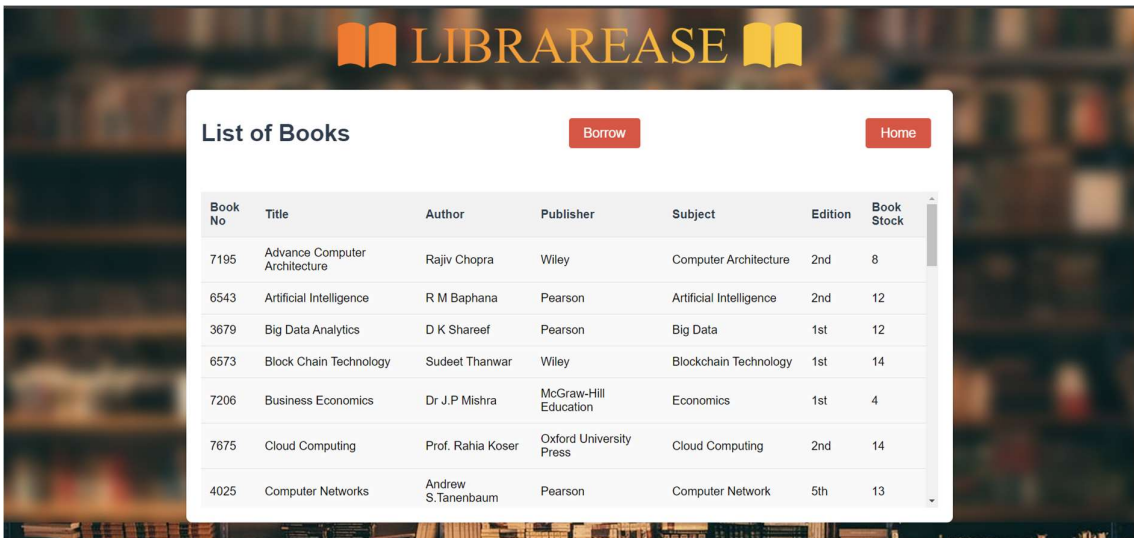 LIBRAREASE
List of Books
Borrow
Home
Book No Title Author Publisher Subject Edition Book Stock
7195 Advance Computer Architecture Rajiv Chopra Wiley Computer Architecture 2nd 8
6543 Artificial Intelligence R M Baphana Pearson Artificial Intelligence 2nd 12
3679 Big Data Analytics D K Shareef Pearson Big Data 1st 12
6573 Block Chain Technology Sudeet Thanwar Wiley Blockchain Technology 1st 14
7206 Business Economics Dr J.P Mishra McGraw-Hill Education Economics 1st 4
7675 Cloud Computing Prof. Rahia Koser Oxford University Press Cloud Computing 2nd 14
4025 Computer Networks Andrew S.Tanenbaum Pearson Computer Network 5th 13